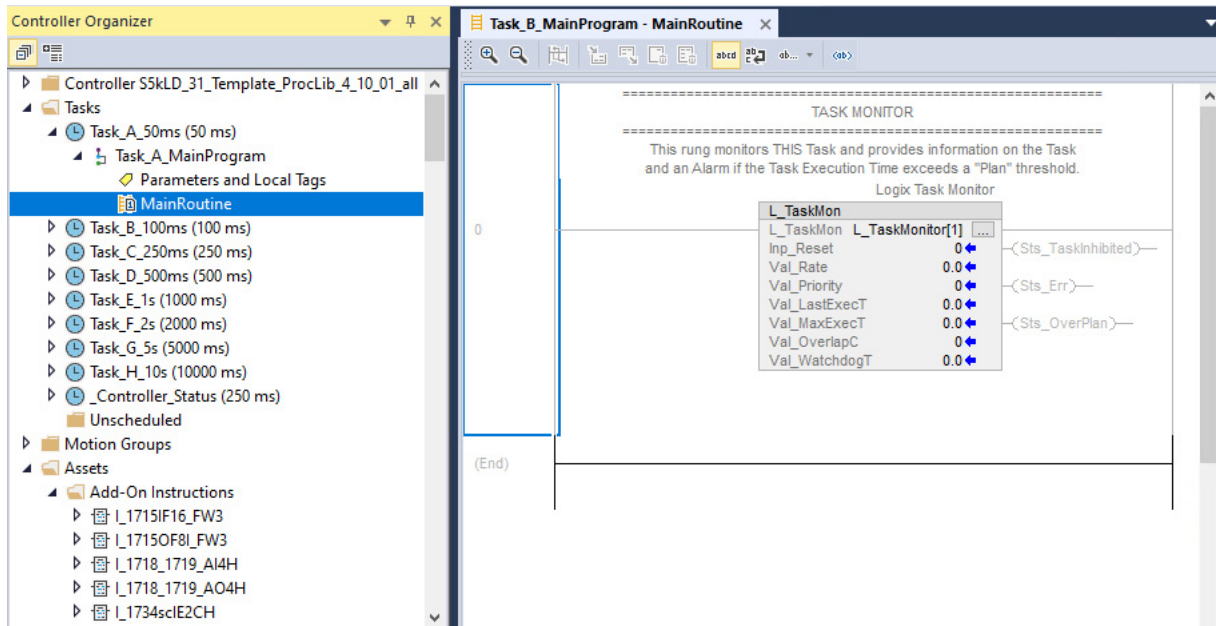 Controller Organizer
Controller S5kLD_31_Template_ProcLib_4_10_01_all
Tasks
Task_A_50ms (50 ms)
Task_A_MainProgram
Parameters and Local Tags
MainRoutine
Task_B_100ms (100 ms)
Task_C_250ms (250 ms)
Task_D_500ms (500 ms)
Task_E_1s (1000 ms)
Task_F_2s (2000 ms)
Task_G_5s (5000 ms)
Task_H_10s (10000 ms)
_Controller_Status (250 ms)
Unscheduled
Motion Groups
Assets
Add-On Instructions
I_1715IF16_FW3
I_1715OF8I_FW3
I_1718_1719_AI4H
I_1718_1719_AO4H
I_1734sclE2CH
Task_B_MainProgram - MainRoutine
abcd ab... <ab>
============================================================
TASK MONITOR
============================================================
This rung monitors THIS Task and provides information on the Task
and an Alarm if the Task Execution Time exceeds a "Plan" threshold.
Logix Task Monitor
L_TaskMon
0
L_TaskMon L_TaskMonitor[1] ...
Inp_Reset 0 (Sts_TaskInhibited)
Val_Rate 0.0
Val_Priority 0 (Sts_Err)
Val_LastExecT 0.0
Val_MaxExecT 0.0 (Sts_OverPlan)
Val_OverlapC 0
Val_WatchdogT 0.0
(End)